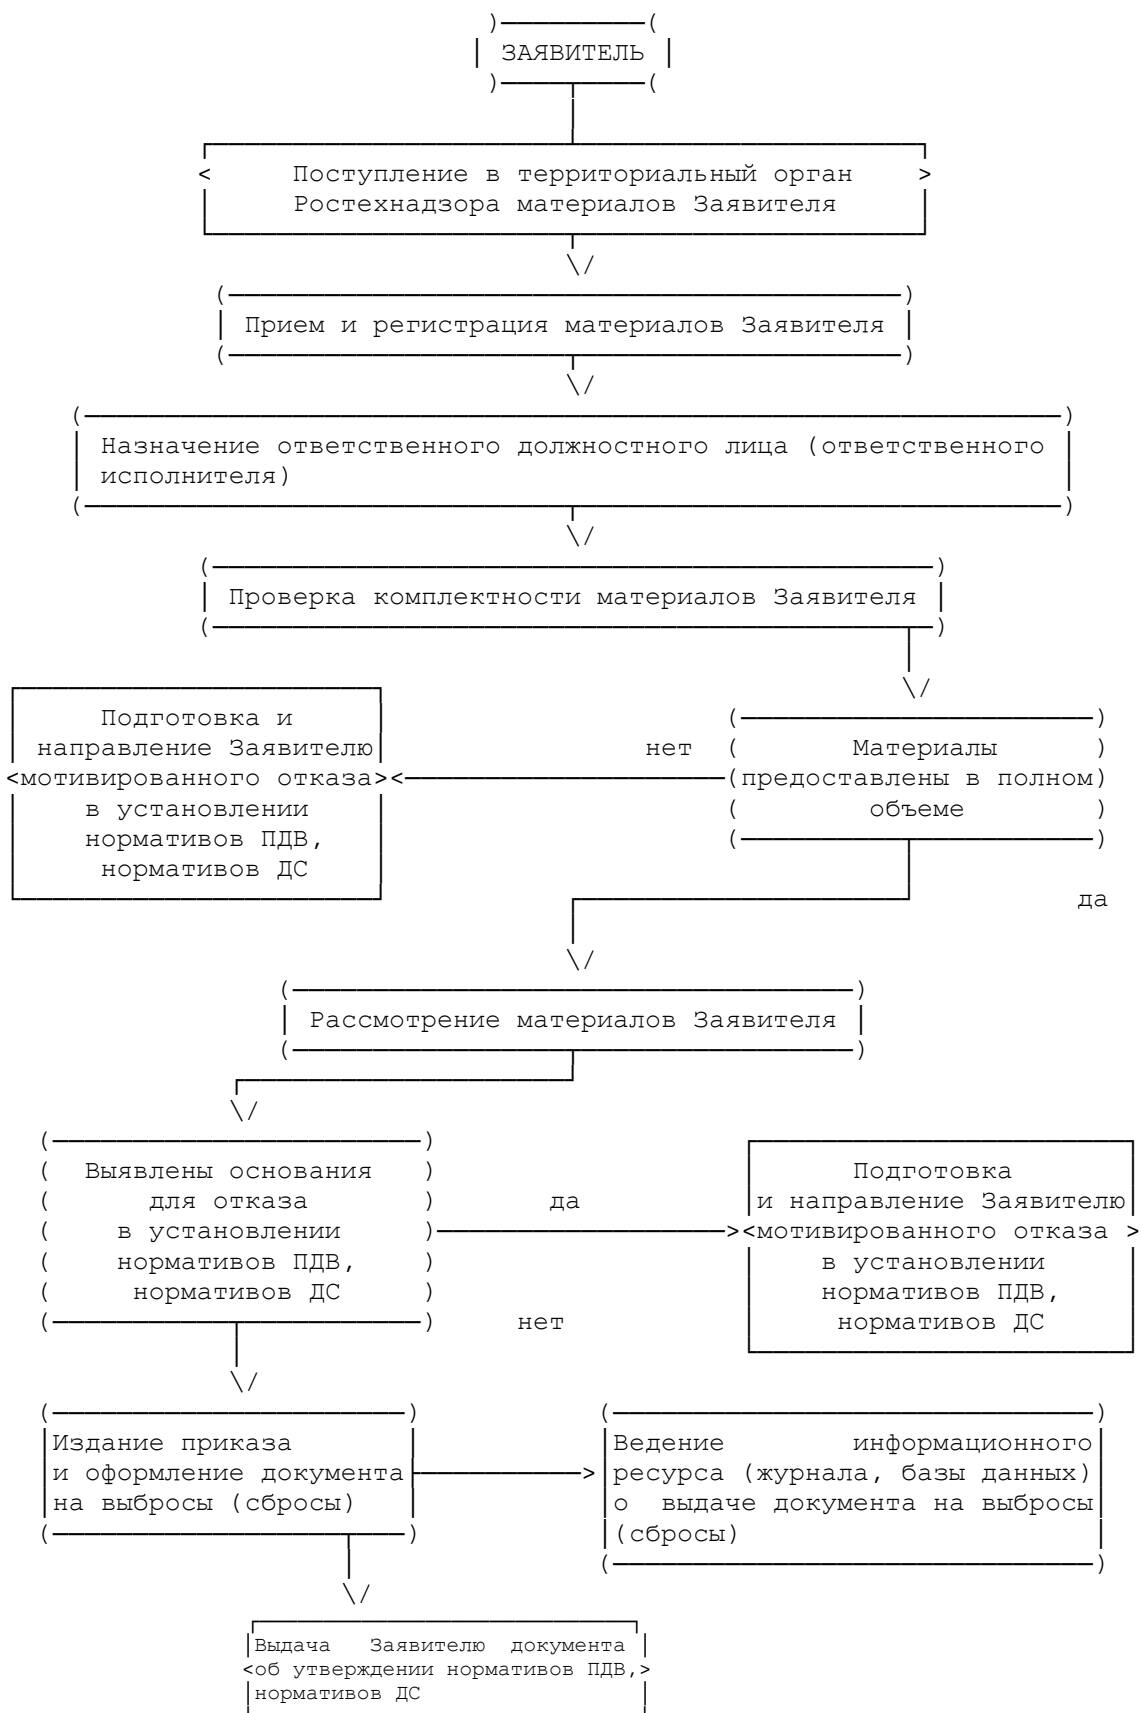 ЗАЯВИТЕЛЬ
Поступление в территориальный орган
Ростехнадзора материалов Заявителя
Прием и регистрация материалов Заявителя
Назначение ответственного должностного лица (ответственного
исполнителя)
Проверка комплектности материалов Заявителя
Подготовка и
направление Заявителю
мотивированного отказа
в установлении
нормативов ПДВ,
нормативов ДС
нет
Материалы
предоставлены в полном
объеме
да
Рассмотрение материалов Заявителя
Выявлены основания
для отказа
в установлении
нормативов ПДВ,
нормативов ДС
да
нет
Подготовка
и направление Заявителю
мотивированного отказа
в установлении
нормативов ПДВ,
нормативов ДС
Издание приказа
и оформление документа
на выбросы (сбросы)
Ведение информационного
ресурса (журнала, базы данных)
о выдаче документа на выбросы
(сбросы)
Выдача Заявителю документа
об утверждении нормативов ПДВ,
нормативов ДС